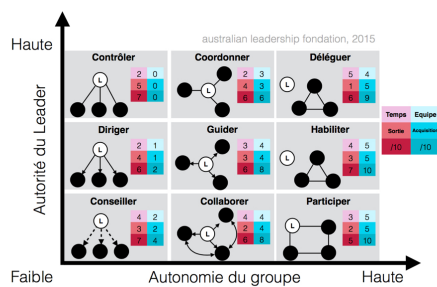 australian leadership fondation, 2015
Haute
Autorité du Leader
Contrôler
L
2 0
5 0
7 0
Coordonner
L
2 3
4 3
6 6
Déléguer
L
5 4
1 5
6 9
Temps Equipe
Sortie Acquisition
/10 /10
Diriger
L
2 1
4 1
6 2
Guider
L
3 4
3 4
6 8
Habiliter
L
4 5
3 5
7 10
Conseiller
L
4 2
3 2
7 4
Collaborer
L
4 4
2 4
6 8
Participer
L
3 5
2 5
5 10
Faible
Autonomie du groupe
Haute